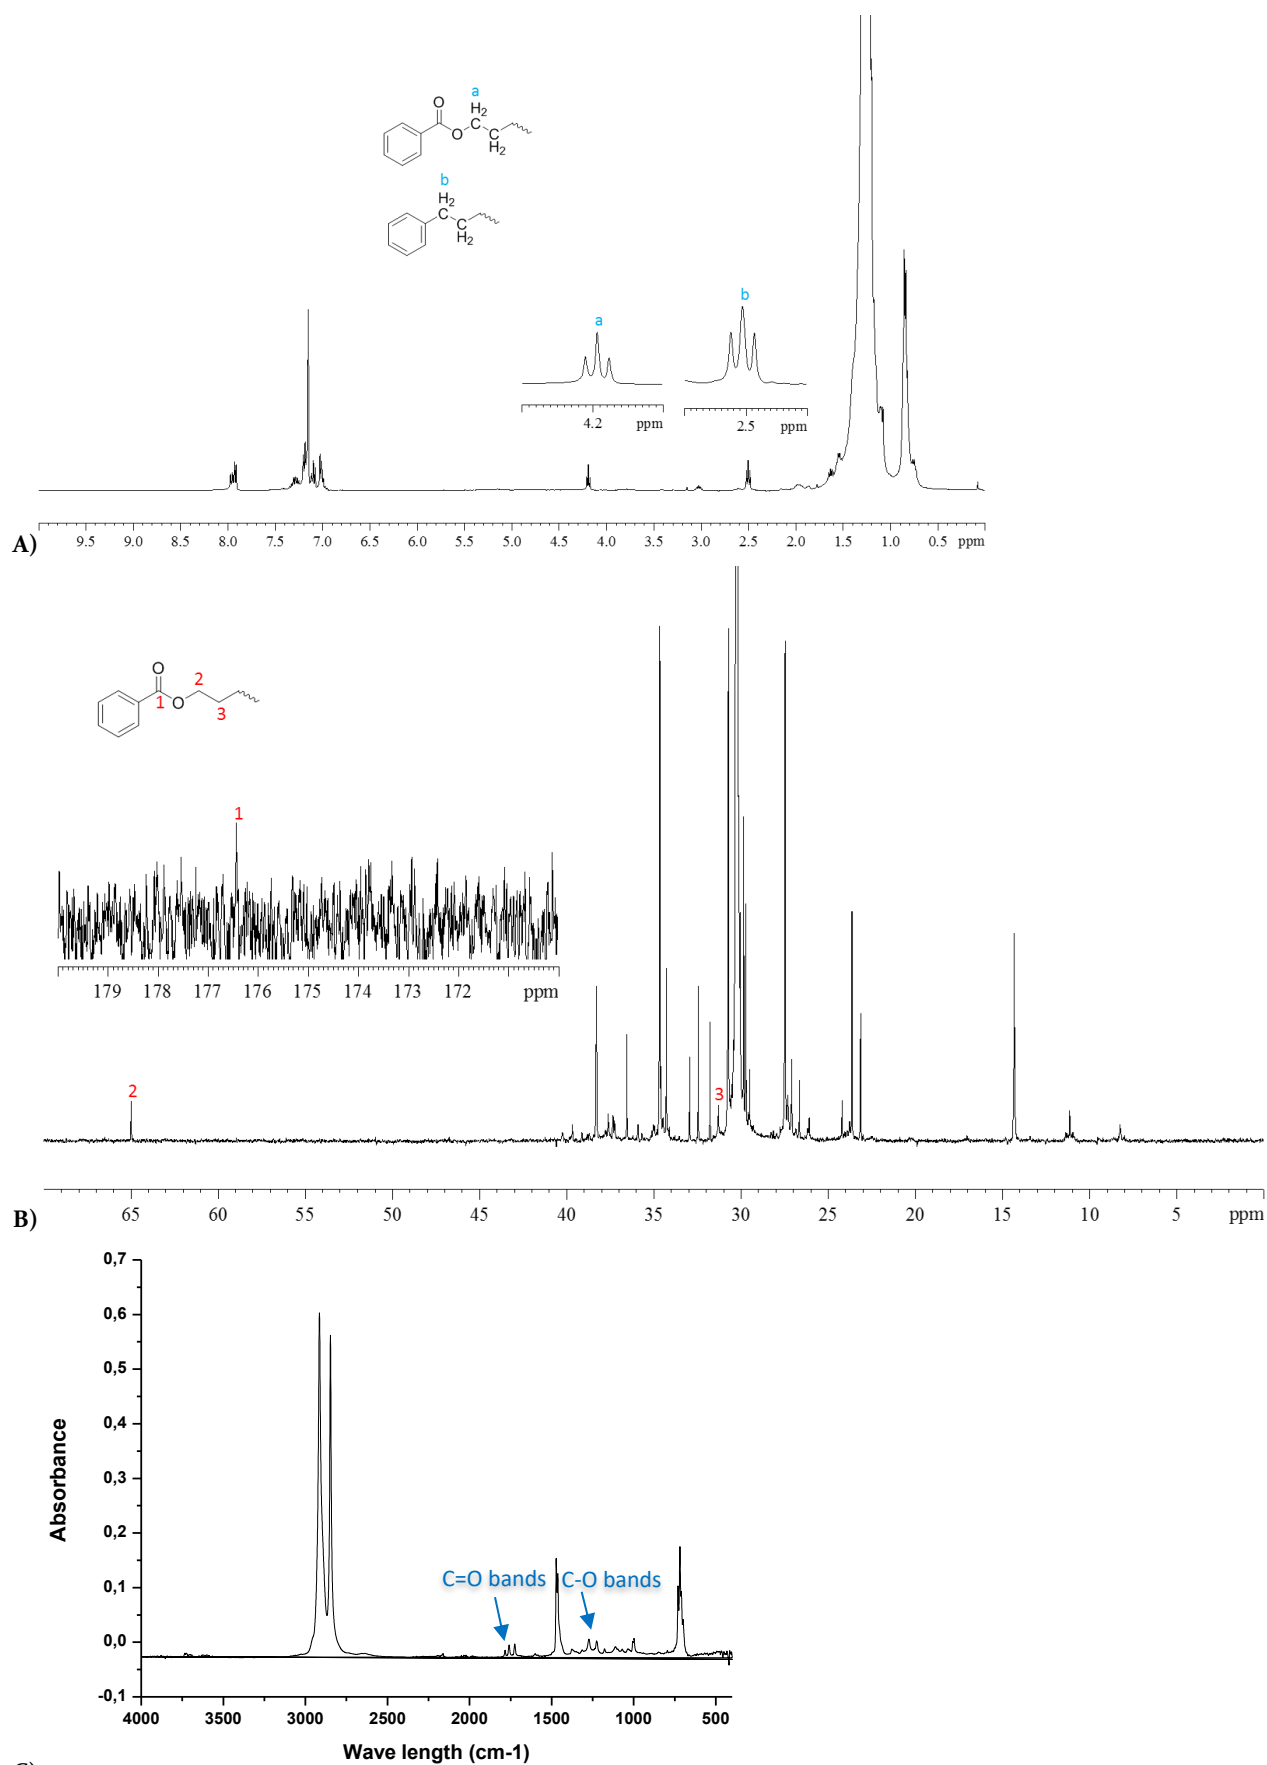 a
O
H2
C
O
C
H2
b
H2
C
C
H2
a
b
4.2 ppm
2.5 ppm
9.5 9.0 8.5 8.0 7.5 7.0 6.5 6.0 5.5 5.0 4.5 4.0 3.5 3.0 2.5 2.0 1.5 1.0 0.5 ppm
A)
O
2
1 O
3
1
179 178 177 176 175 174 173 172 ppm
2
3
65 60 55 50 45 40 35 30 25 20 15 10 5 ppm
B)
0,7
0,6
0,5
0,4
0,3
0,2
0,1
0,0
-0,1
Absorbance
C=O bands C-O bands
4000 3500 3000 2500 2000 1500 1000 500
Wave length (cm-1)